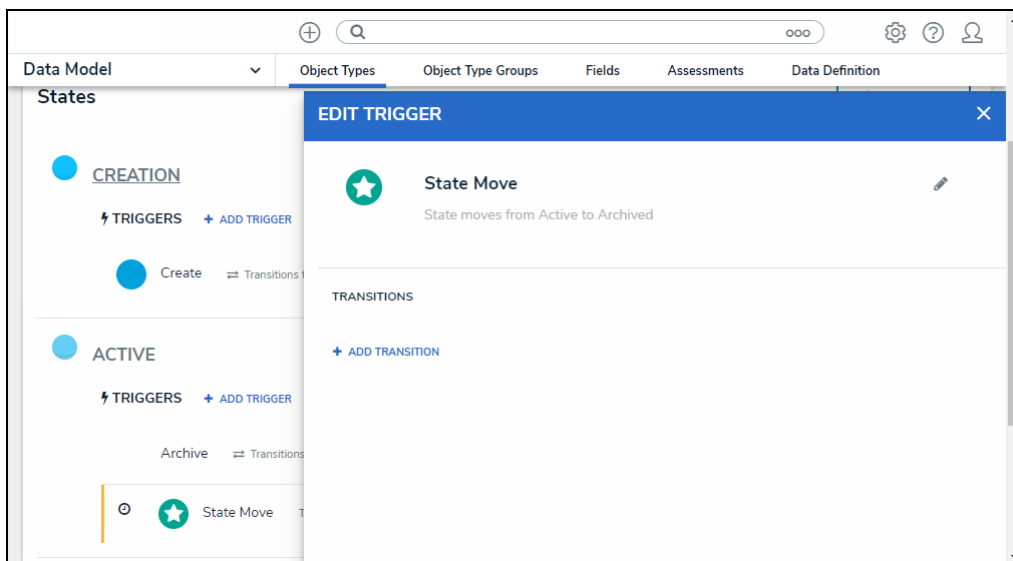 ooo
Data Model
Object Types
Object Type Groups
Fields
Assessments
Data Definition
States
CREATION
TRIGGERS
+ ADD TRIGGER
Create
Transitions
ACTIVE
TRIGGERS
+ ADD TRIGGER
Archive
Transitions
State Move
EDIT TRIGGER
State Move
State moves from Active to Archived
TRANSITIONS
+ ADD TRANSITION